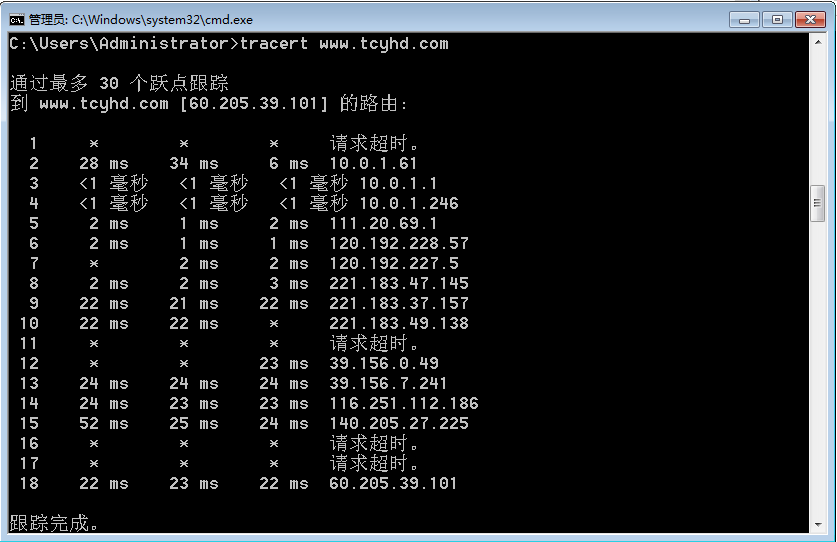 管理员: C:\Windows\system32\cmd.exe
C:\Users\Administrator>tracert www.tcyhd.com
通过最多 30 个跃点跟踪
到 www.tcyhd.com [60.205.39.101] 的路由:
1 * * * 请求超时。
2 28 ms 34 ms 6 ms 10.0.1.61
3 <1 毫秒 <1 毫秒 <1 毫秒 10.0.1.1
4 <1 毫秒 <1 毫秒 <1 毫秒 10.0.1.246
5 2 ms 1 ms 2 ms 111.20.69.1
6 2 ms 1 ms 1 ms 120.192.228.57
7 * 2 ms 2 ms 120.192.227.5
8 2 ms 2 ms 3 ms 221.183.47.145
9 22 ms 21 ms 22 ms 221.183.37.157
10 22 ms 22 ms * 221.183.49.138
11 * * * 请求超时。
12 * * 23 ms 39.156.0.49
13 24 ms 24 ms 24 ms 39.156.7.241
14 24 ms 23 ms 23 ms 116.251.112.186
15 52 ms 25 ms 24 ms 140.205.27.225
16 * * * 请求超时。
17 * * * 请求超时。
18 22 ms 23 ms 22 ms 60.205.39.101
跟踪完成。